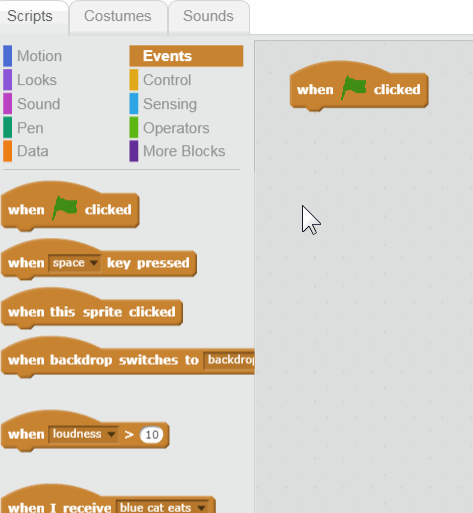 Scripts Costumes Sounds
Motion Events
Looks Control
Sound Sensing
Pen Operators
Data More Blocks
when clicked
when clicked
when space key pressed
when this sprite clicked
when backdrop switches to backdrop
when loudness > 10
when I receive blue cat eats